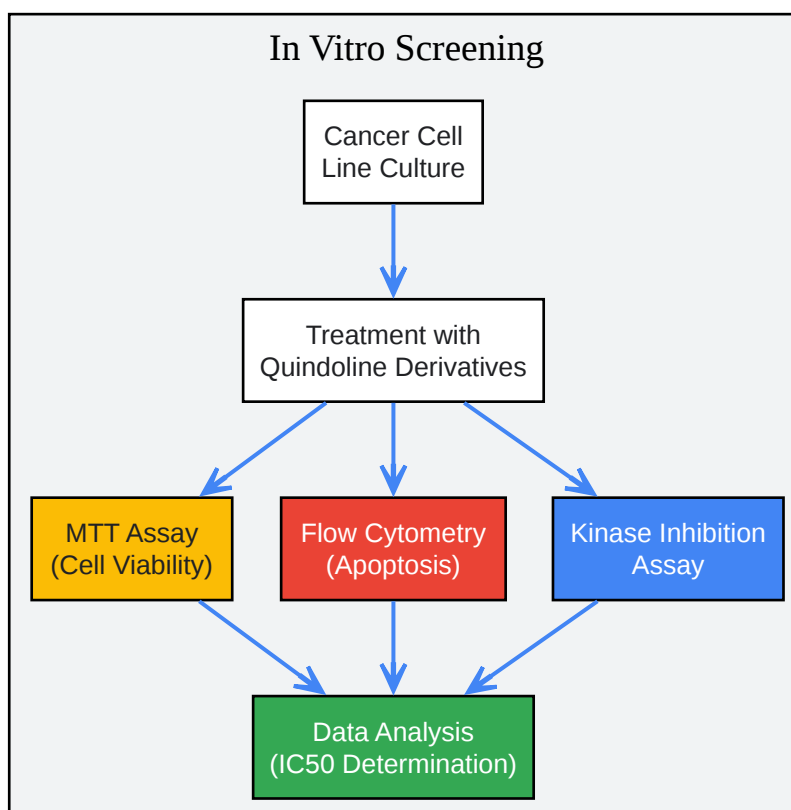 In Vitro Screening
Cancer Cell
Line Culture
Treatment with
Quindoline Derivatives
MTT Assay
(Cell Viability)
Flow Cytometry
(Apoptosis)
Kinase Inhibition
Assay
Data Analysis
(IC50 Determination)